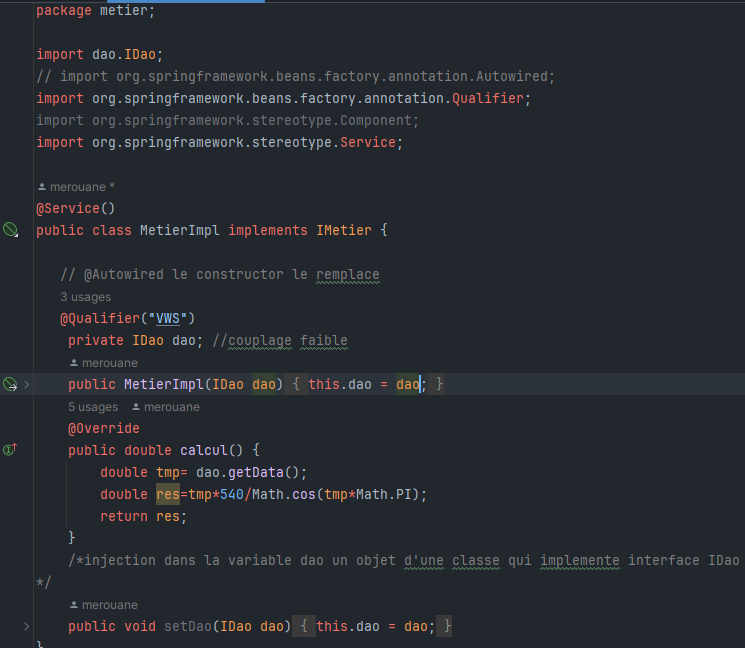 package metier;
import dao.IDao;
// import org.springframework.beans.factory.annotation.Autowired;
import org.springframework.beans.factory.annotation.Qualifier;
import org.springframework.stereotype.Component;
import org.springframework.stereotype.Service;
merouane *
@Service()
public class MetierImpl implements IMetier {
// @Autowired le constructor le remplace
3 usages
@Qualifier("VWS")
private IDao dao; //couplage faible
merouane
public MetierImpl(IDao dao) { this.dao = dao; }
5 usages merouane
@Override
public double calcul() {
double tmp= dao.getData();
double res=tmp*540/Math.cos(tmp*Math.PI);
return res;
}
/*injection dans la variable dao un objet d'une classe qui implemente interface IDao
*/
merouane
public void setDao(IDao dao) { this.dao = dao; }
}